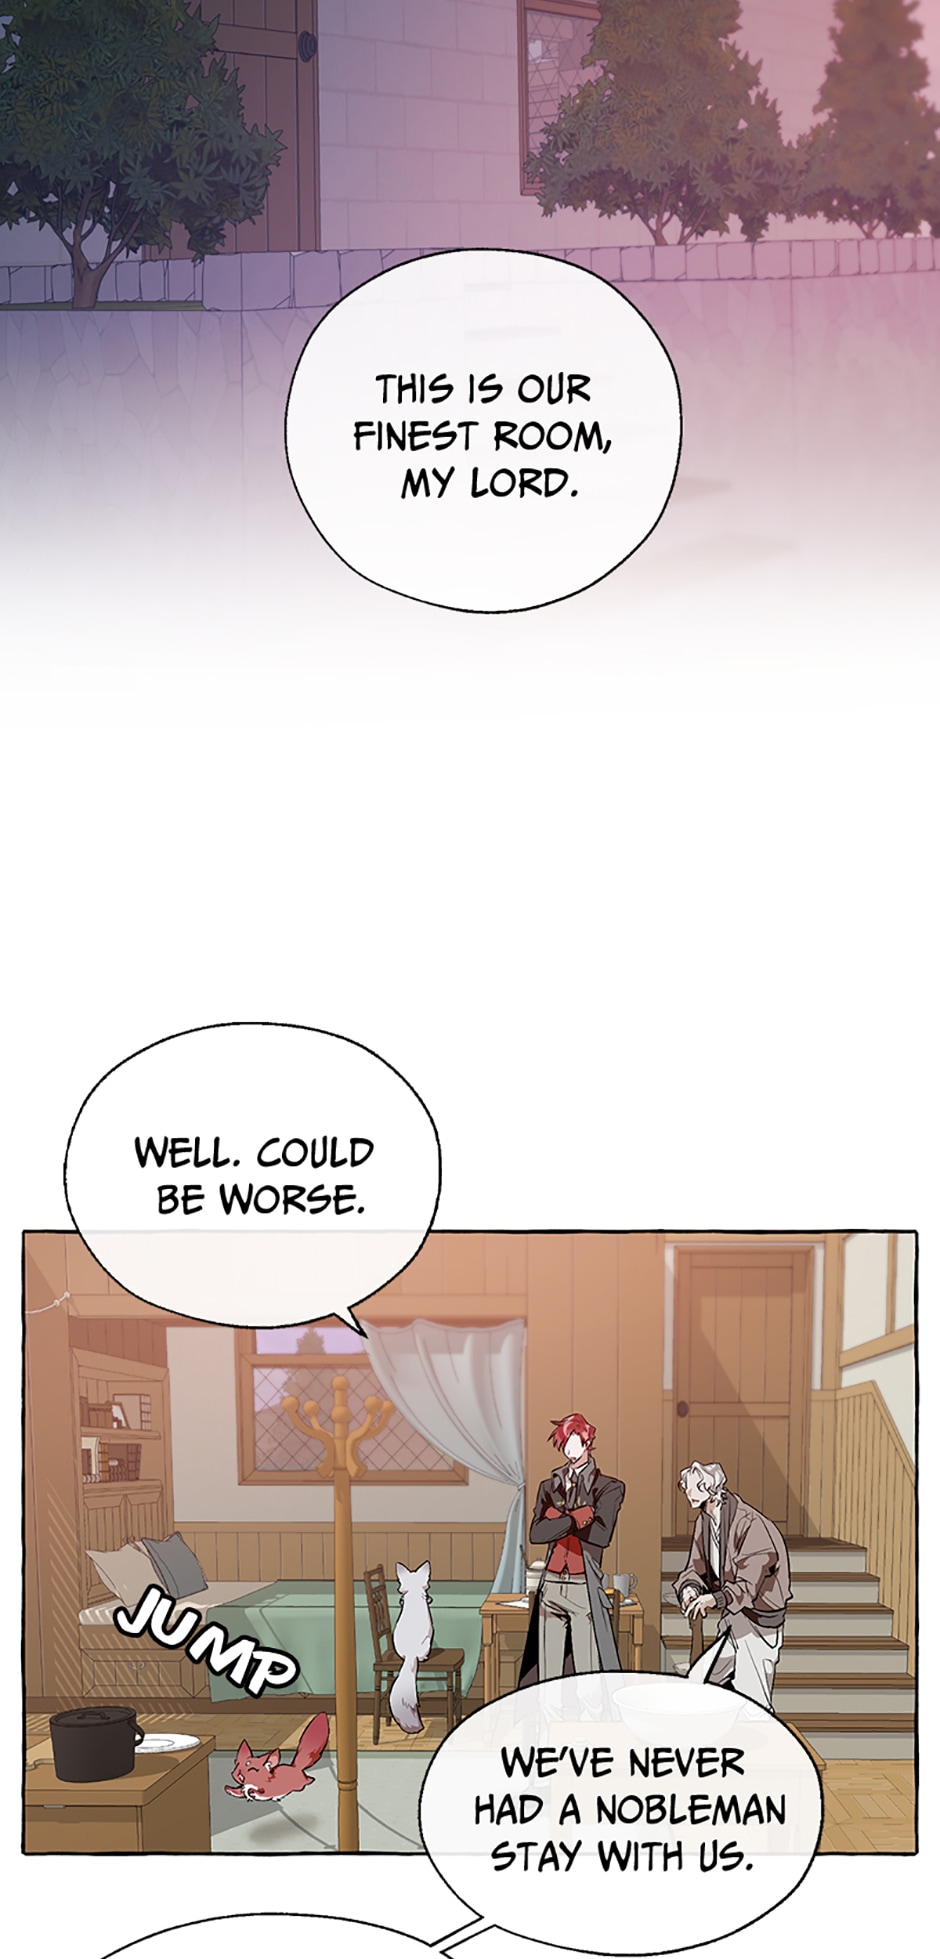 THIS IS OUR
FINEST ROOM,
MY LORD.
WELL. COULD
BE WORSE.
JUMP
WE'VE NEVER
HAD A NOBLEMAN
STAY WITH US.